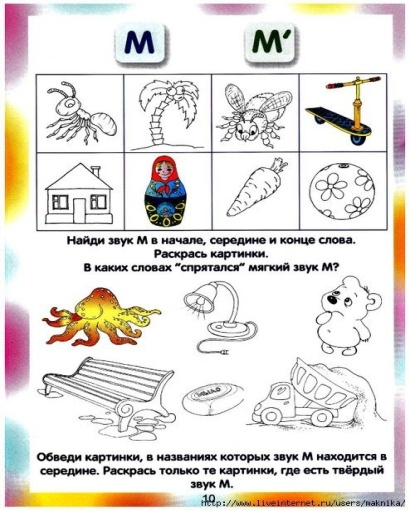 М М’
Найди звук М в начале, середине и конце слова.
Раскрась картинки.
В каких словах "спрятался" мягкий звук М?
Обведи картинки, в названиях которых звук М находится в
середине. Раскрась только те картинки, где есть твёрдый
звук М.
10
http://www.liveinternet.ru/users/maknika/